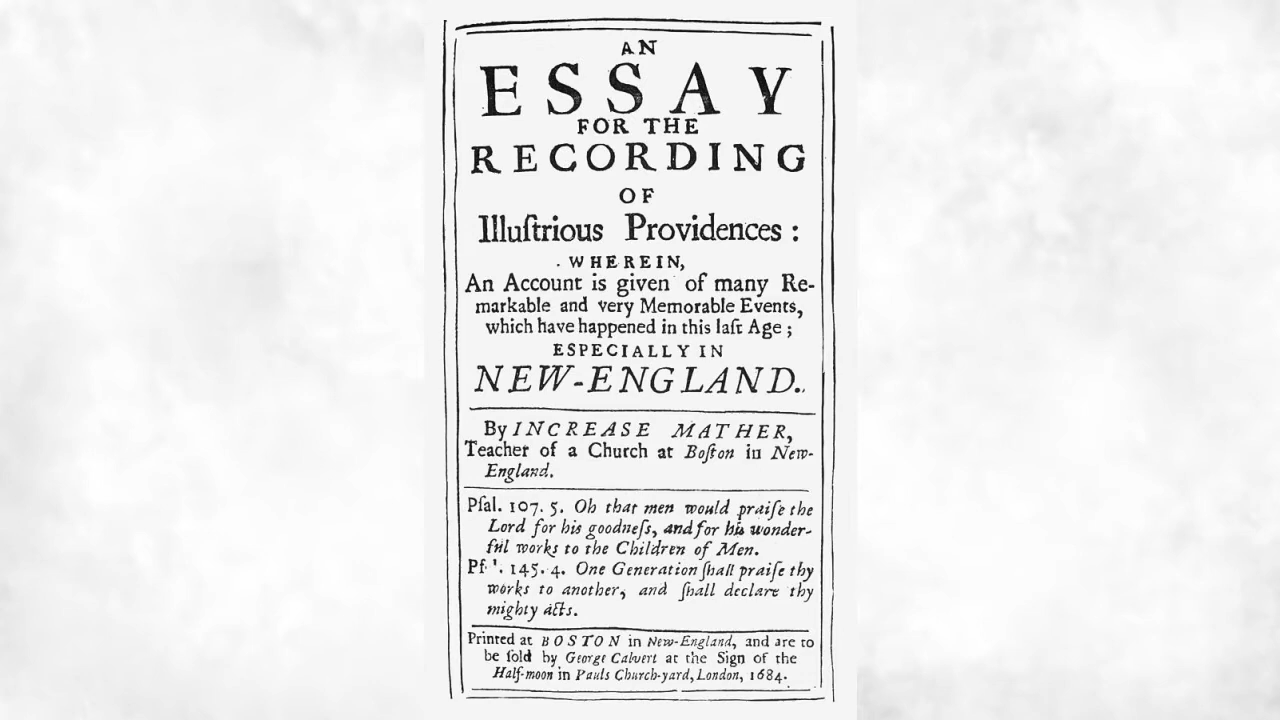 AN
ESSAY
FOR THE
RECORDING
OF
Illuſtrious Providences :
. WHEREIN,
An Account is given of many Re-
markable and very Memorable Events,
which have happened in this laſt Age ;
ESPECIALLY IN
NEW-ENGLAND.
By INCREASE MATHER,
Teacher of a Church at Boſton in New-
England.
Pſal. 107. 5. Oh that men would praiſe the
Lord for his goodneſs, and for his wonder-
ful works to the Children of Men.
145. 4. One Generation ſhall praiſe thy
works to another, and ſhall declare thy
mighty acts.
Printed at BOSTON in New-England, and are to
be ſold by George Calvert at the Sign of the
Half-moon in Pauls Church-yard, London, 1684.